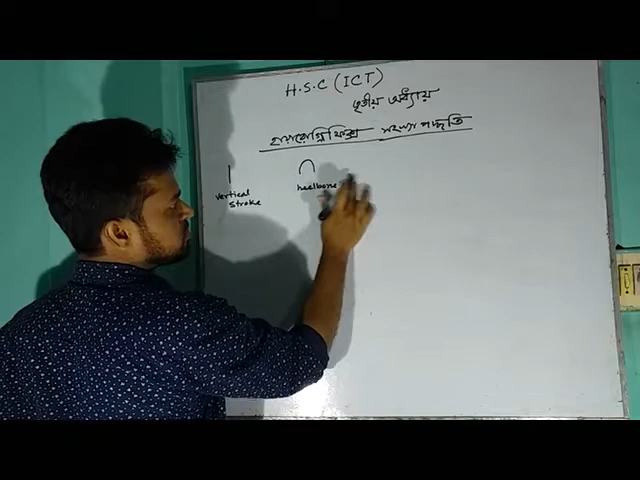 H.S.C (ICT)
তৃতীয় অধ্যায়
হায়রোগ্লিফিক্স সংখ্যা পদ্ধতি
| ∩
vertical heelbone
stroke